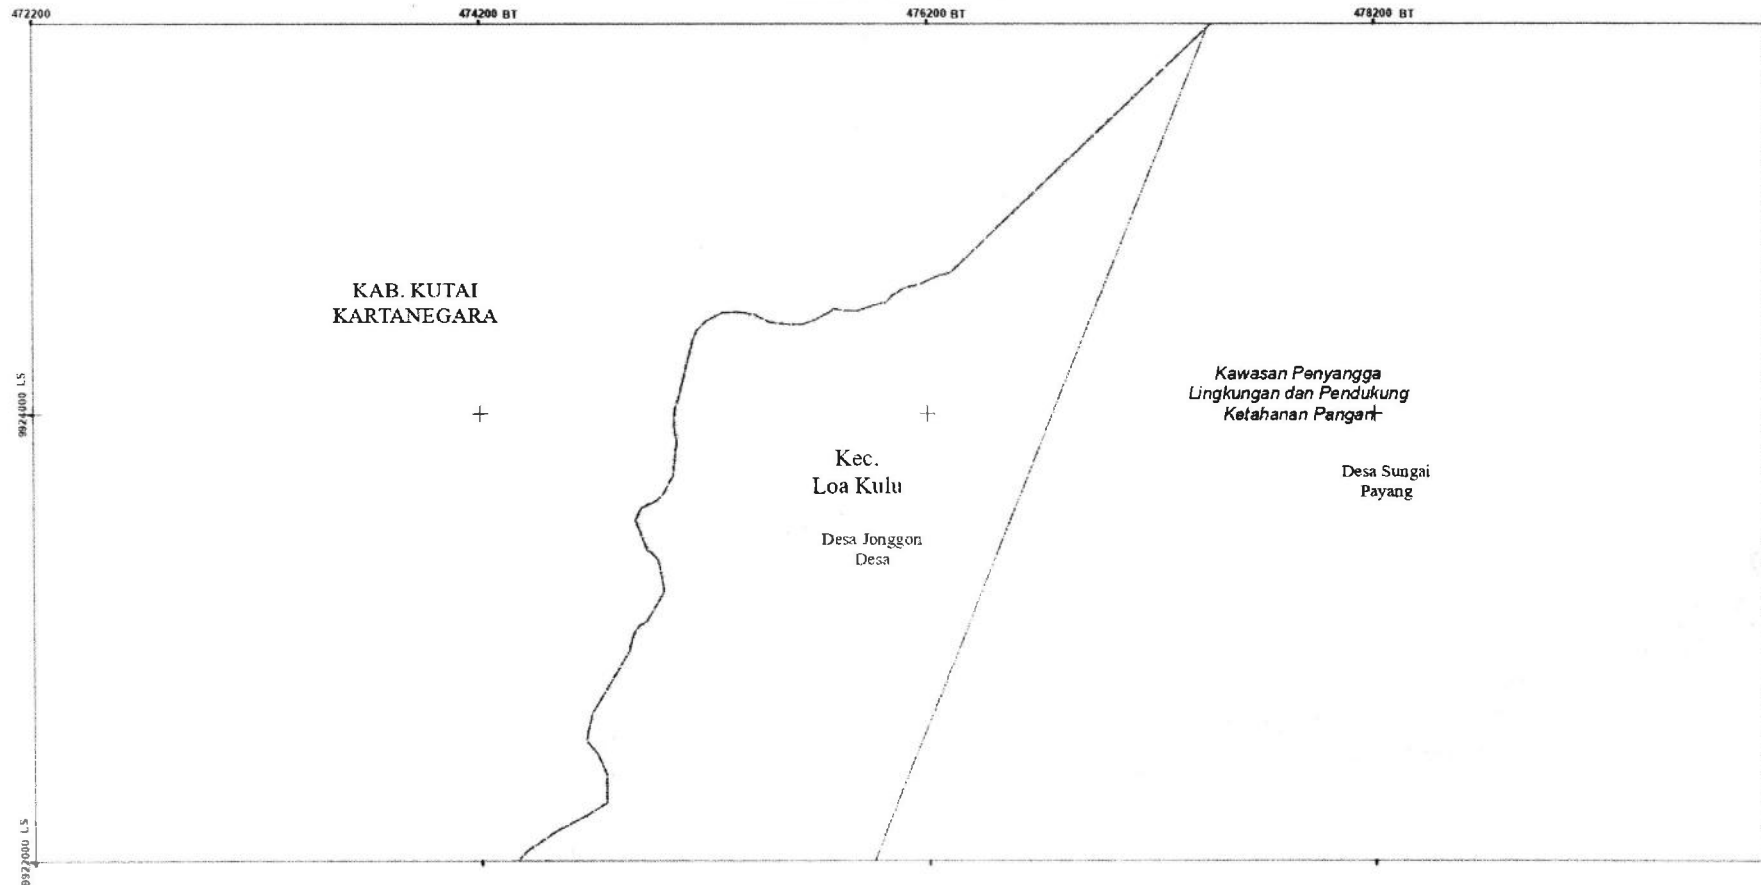 472200
474200 BT
476200 BT
478200 BT
KAB. KUTAI
KARTANEGARA
Kawasan Penyangga
Lingkungan dan Pendukung
Ketahanan Pangan
9924000 LS
Kec.
Loa Kulu
Desa Sungai
Payang
Desa Jonggon
Desa
9922000 LS